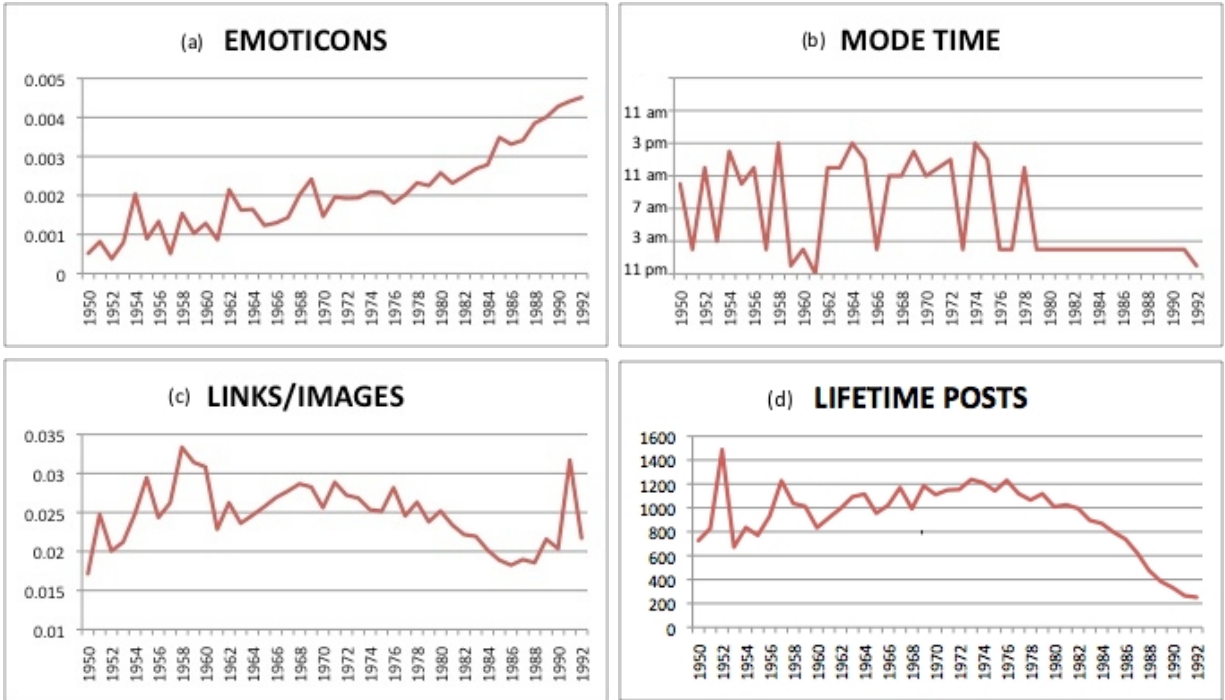 (a) EMOTICONS
0.005
0.004
0.003
0.002
0.001
0
1950 1952 1954 1956 1958 1960 1962 1964 1966 1968 1970 1972 1974 1976 1978 1980 1982 1984 1986 1988 1990 1992
(b) MODE TIME
11 am
3 pm
11 am
7 am
3 am
11 pm
1950 1952 1954 1956 1958 1960 1962 1964 1966 1968 1970 1972 1974 1976 1978 1980 1982 1984 1986 1988 1990 1992
(c) LINKS/IMAGES
0.035
0.03
0.025
0.02
0.015
0.01
1950 1952 1954 1956 1958 1960 1962 1964 1966 1968 1970 1972 1974 1976 1978 1980 1982 1984 1986 1988 1990 1992
(d) LIFETIME POSTS
1600
1400
1200
1000
800
600
400
200
0
1950 1952 1954 1956 1958 1960 1962 1964 1966 1968 1970 1972 1974 1976 1978 1980 1982 1984 1986 1988 1990 1992